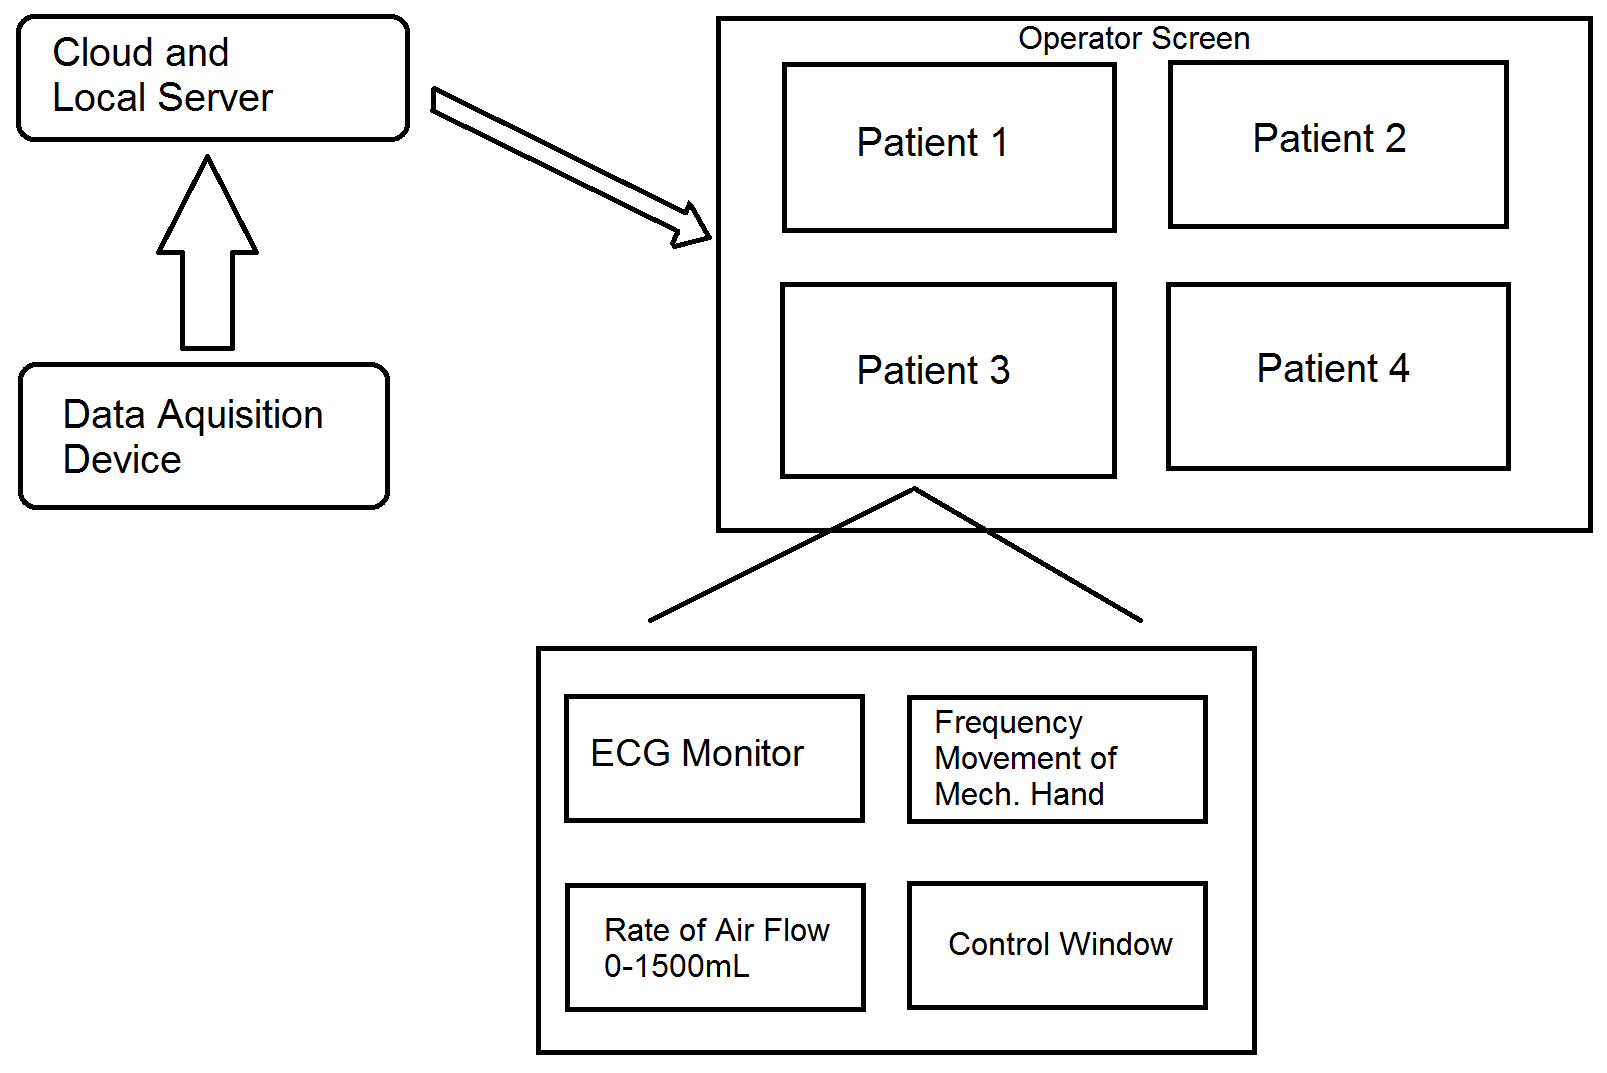 Cloud and
Local Server
Data Aquisition
Device
Operator Screen
Patient 1
Patient 2
Patient 3
Patient 4
ECG Monitor
Frequency
Movement of
Mech. Hand
Rate of Air Flow
0-1500mL
Control Window